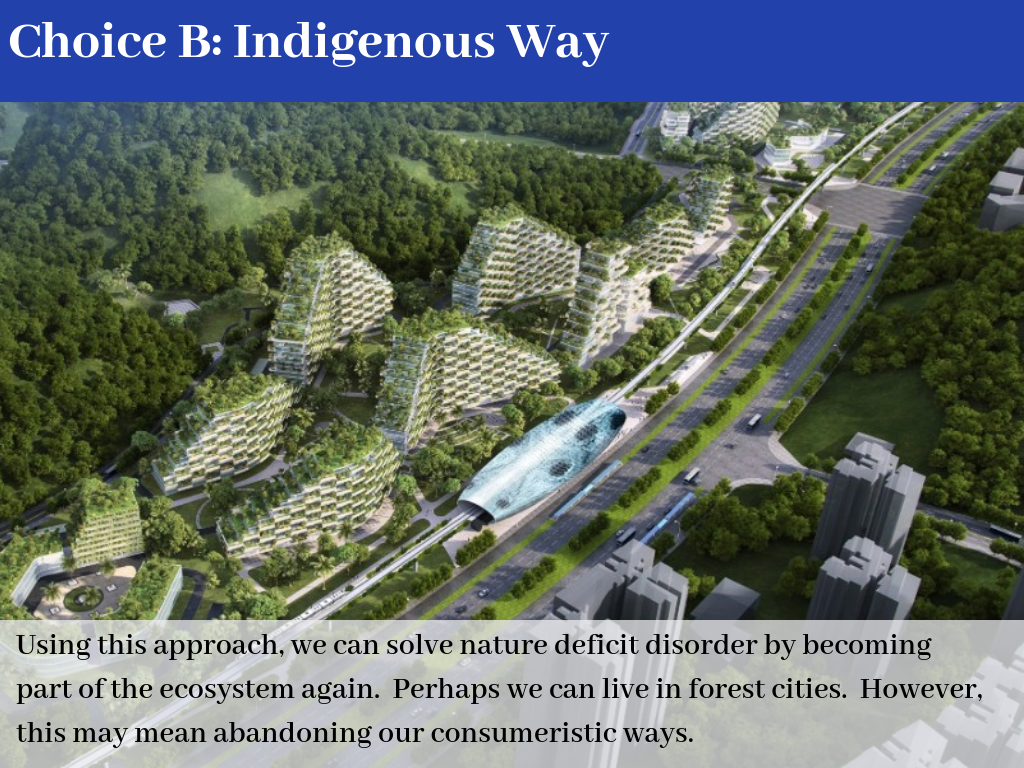 Choice B: Indigenous Way
Using this approach, we can solve nature deficit disorder by becoming
part of the ecosystem again.  Perhaps we can live in forest cities.  However,
this may mean abandoning our consumeristic ways.